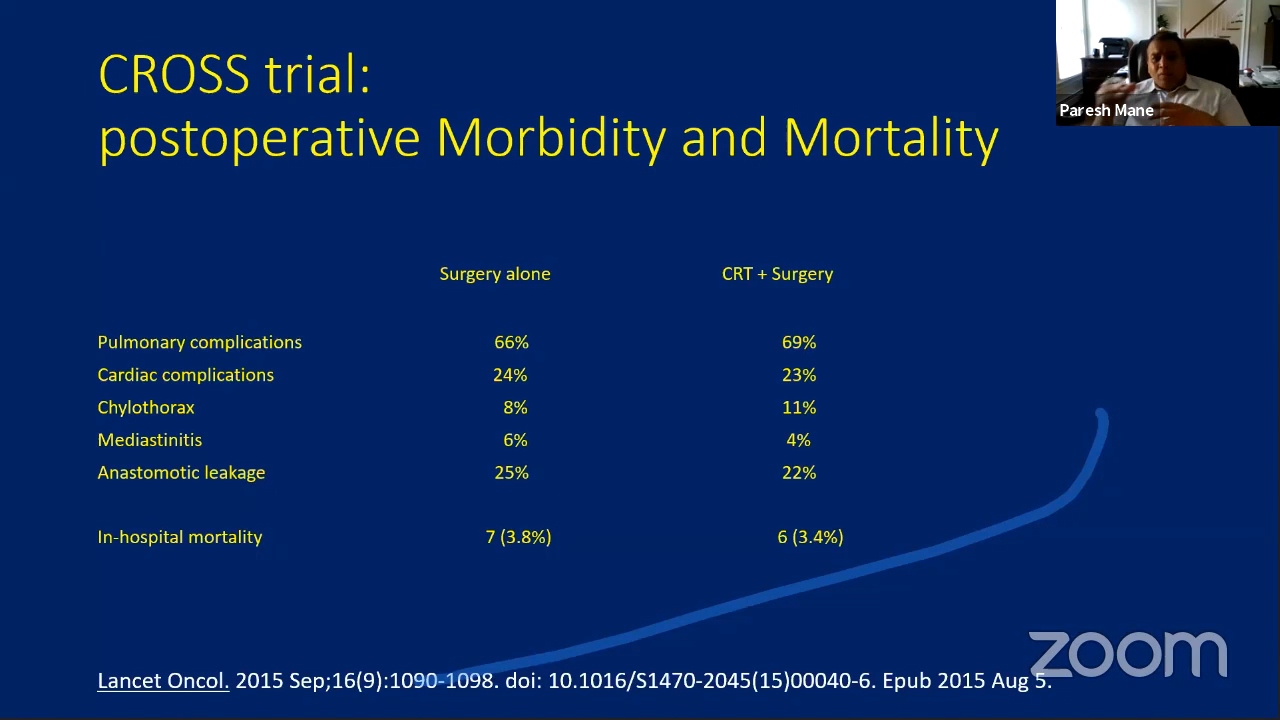 CROSS trial:
postoperative Morbidity and Mortality
Paresh Mane
Surgery alone CRT + Surgery
Pulmonary complications 66% 69%
Cardiac complications 24% 23%
Chylothorax 8% 11%
Mediastinitis 6% 4%
Anastomotic leakage 25% 22%
In-hospital mortality 7 (3.8%) 6 (3.4%)
Lancet Oncol. 2015 Sep;16(9):1090-1098. doi: 10.1016/S1470-2045(15)00040-6. Epub 2015 Aug 5.
zoom